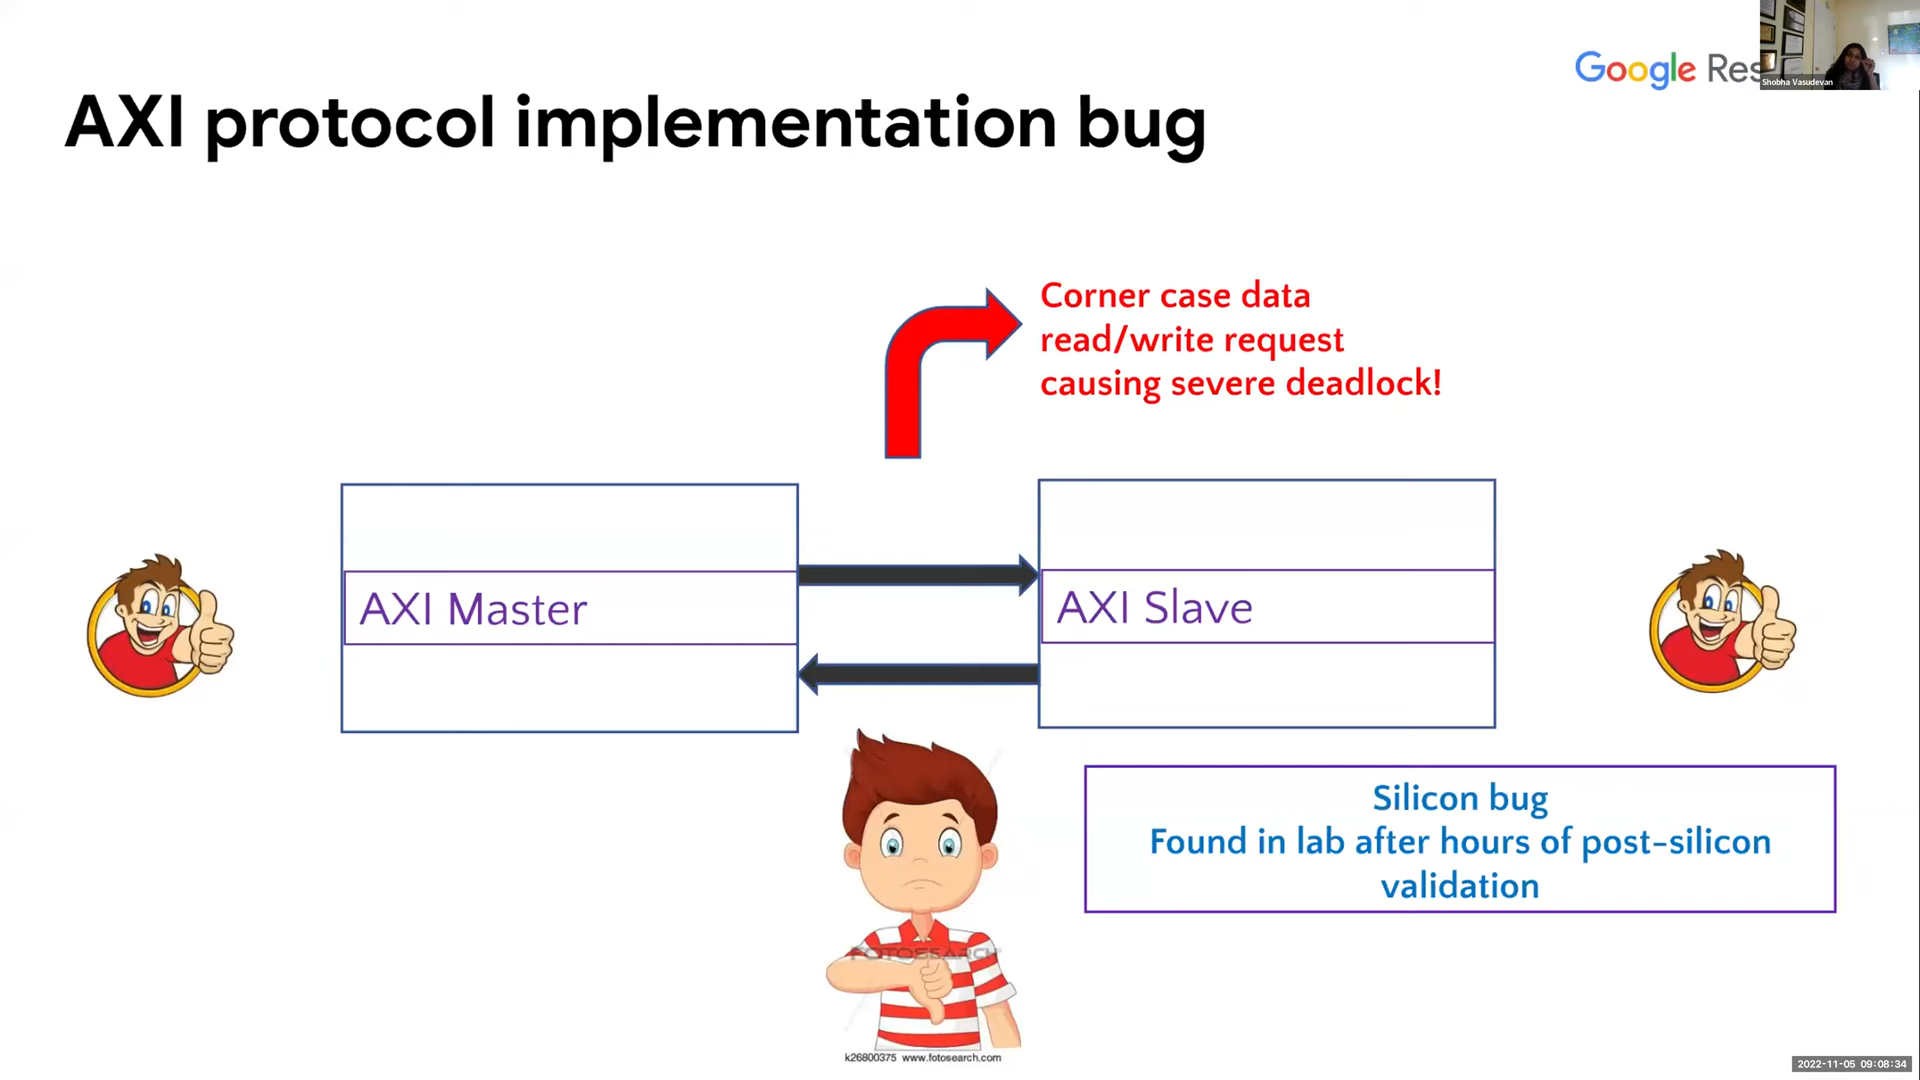 Google Res
Shobha Vasudevan
AXI protocol implementation bug
Corner case data
read/write request
causing severe deadlock!
AXI Master
AXI Slave
Silicon bug
Found in lab after hours of post-silicon
validation
FOTOSEARCH
k26800375 www.fotosearch.com
2022-11-05 09:08:34